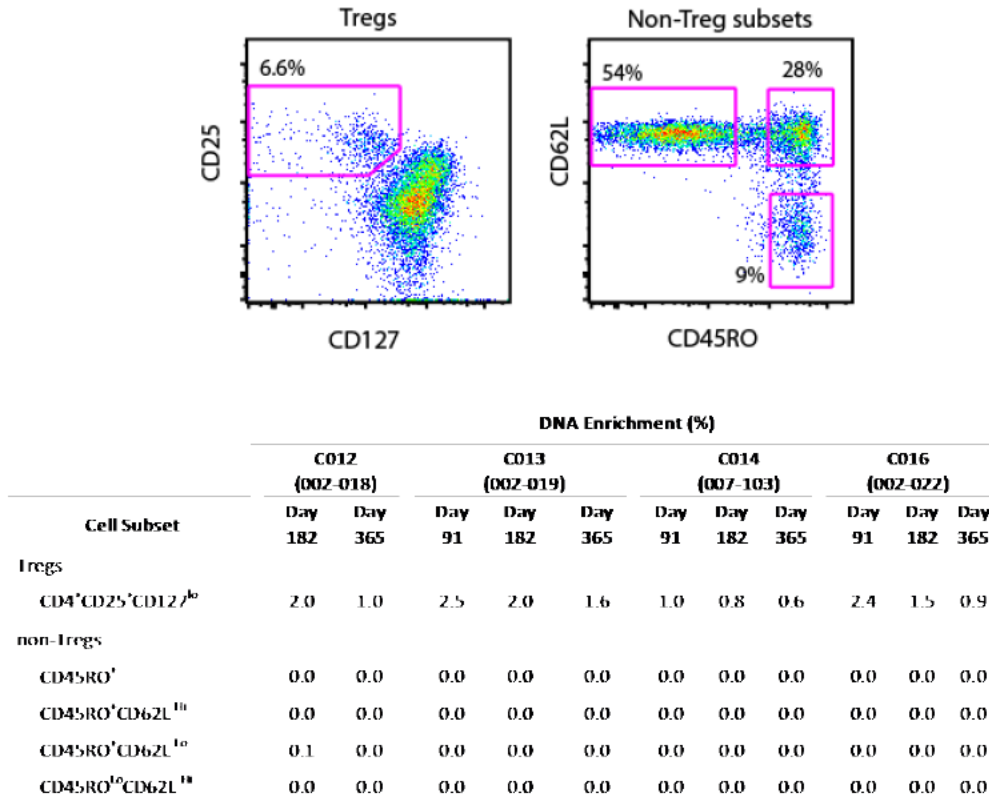 Tregs
Non-Treg subsets
6.6%
54%
28%
9%
CD25
CD62L
CD127
CD45RO
DNA Enrichment (%)
C012 C013 C014 C016
(002-018) (002-019) (007-103) (002-022)
Cell Subset Day Day Day Day Day Day Day Day Day Day Day
182 365 91 182 365 91 182 365 91 182 365
Tregs
CD4⁺CD25⁺CD127ˡᵒ 2.0 1.0 2.5 2.0 1.6 1.0 0.8 0.6 2.4 1.5 0.9
non-Tregs
CD45RO⁺ 0.0 0.0 0.0 0.0 0.0 0.0 0.0 0.0 0.0 0.0 0.0
CD45RO⁺CD62L ᴴⁱ 0.0 0.0 0.0 0.0 0.0 0.0 0.0 0.0 0.0 0.0 0.0
CD45RO⁺CD62L ᴸᵒ 0.1 0.0 0.0 0.0 0.0 0.0 0.0 0.0 0.0 0.0 0.0
CD45ROᴸᵒCD62L ᴴⁱ 0.0 0.0 0.0 0.0 0.0 0.0 0.0 0.0 0.0 0.0 0.0